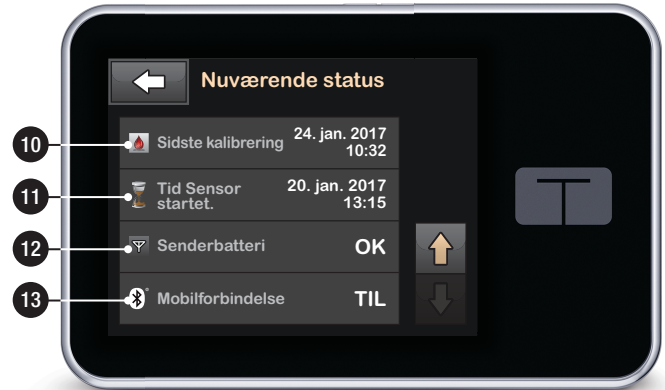 Nuværende status
10
Sidste kalibrering
24. jan. 2017
10:32
11
Tid Sensor
startet.
20. jan. 2017
13:15
12
Senderbatteri
OK
13
Mobilforbindelse
TIL